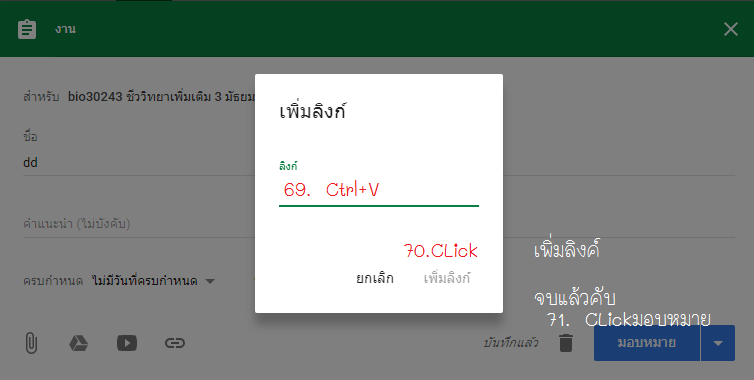 งาน
สำหรับ bio30243 ชีววิทยาเพิ่มเติม 3 มัธยม
ชื่อ
dd
คำแนะนำ (ไม่บังคับ)
ครบกำหนด ไม่มีวันที่ครบกำหนด
เพิ่มลิงก์
ลิงก์
69. Ctrl+V
70.CLick
ยกเลิก เพิ่มลิงก์
เพิ่มลิงค์
จบแล้วคับ
71. CLickมอบหมาย
บันทึกแล้ว มอบหมาย